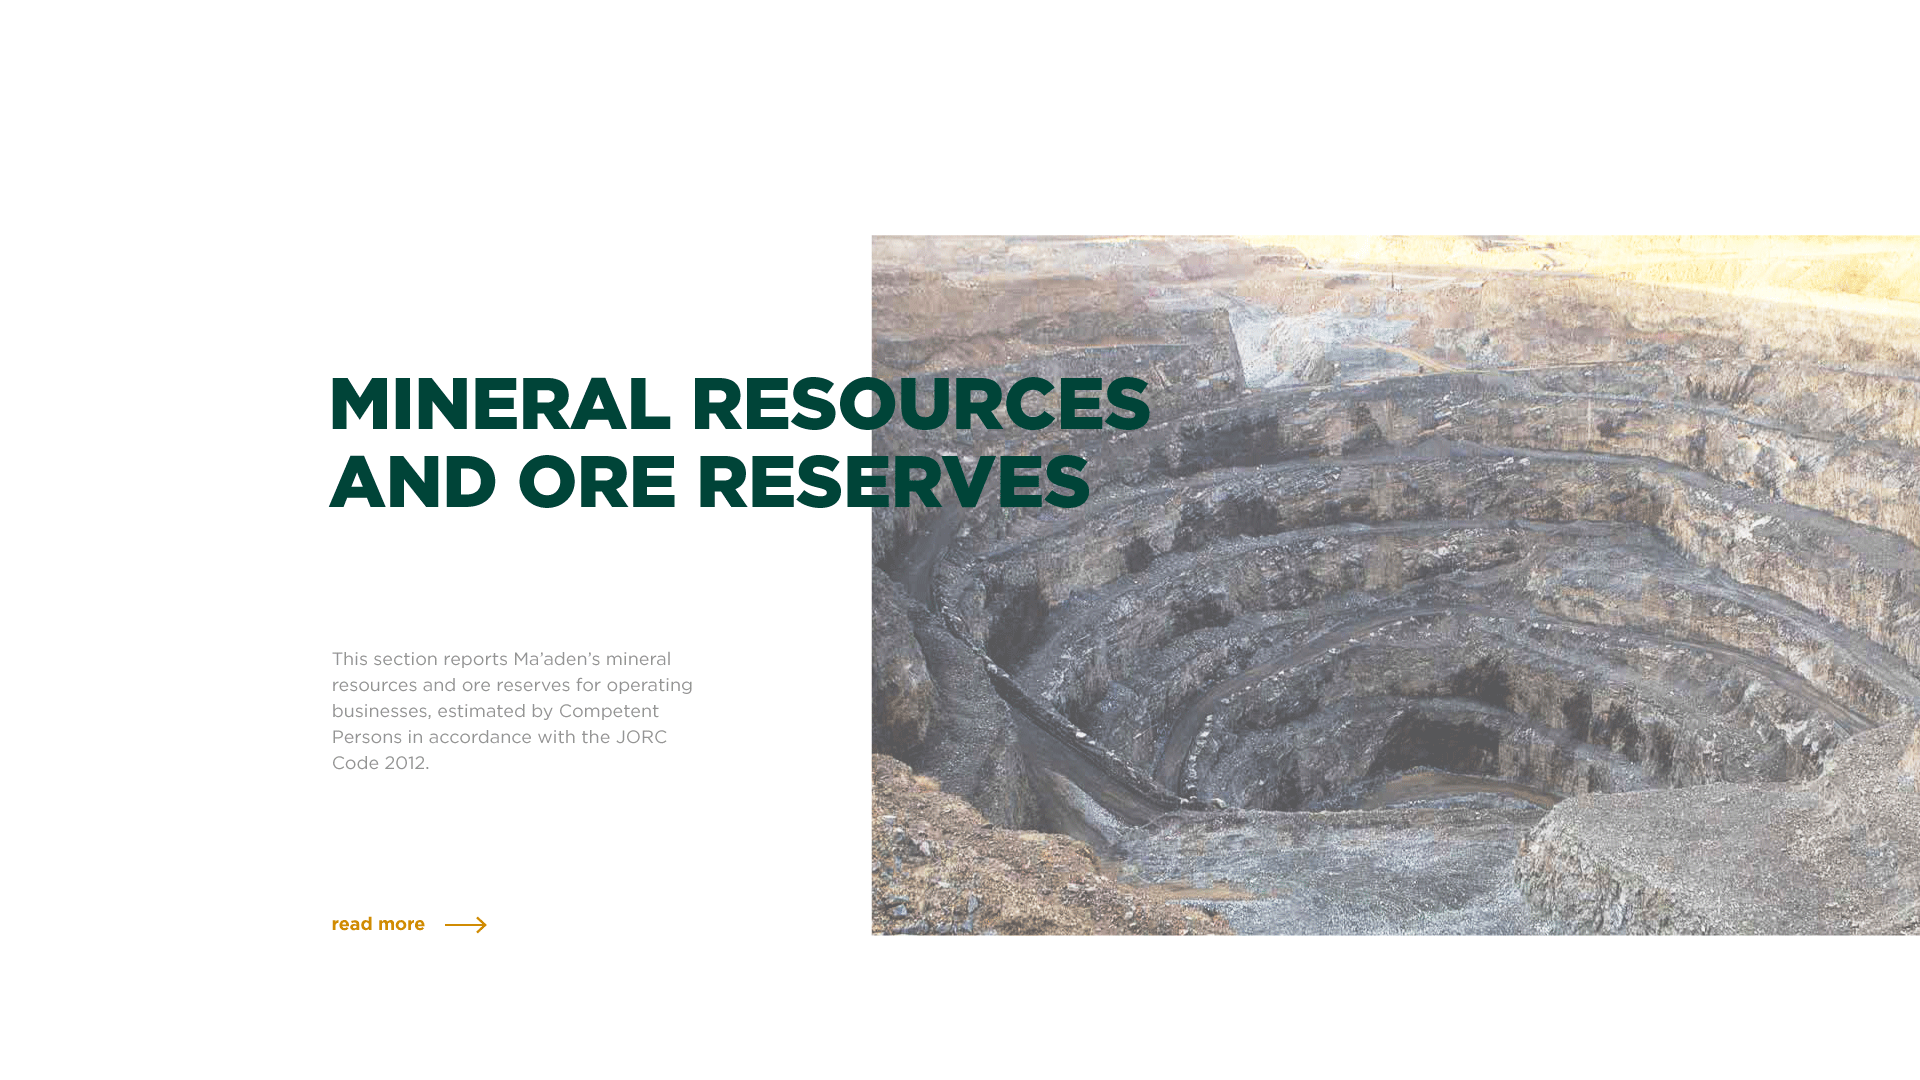 MINERAL RESOURCES
AND ORE RESERVES
This section reports Ma’aden’s mineral
resources and ore reserves for operating
businesses, estimated by Competent
Persons in accordance with the JORC
Code 2012.
read more